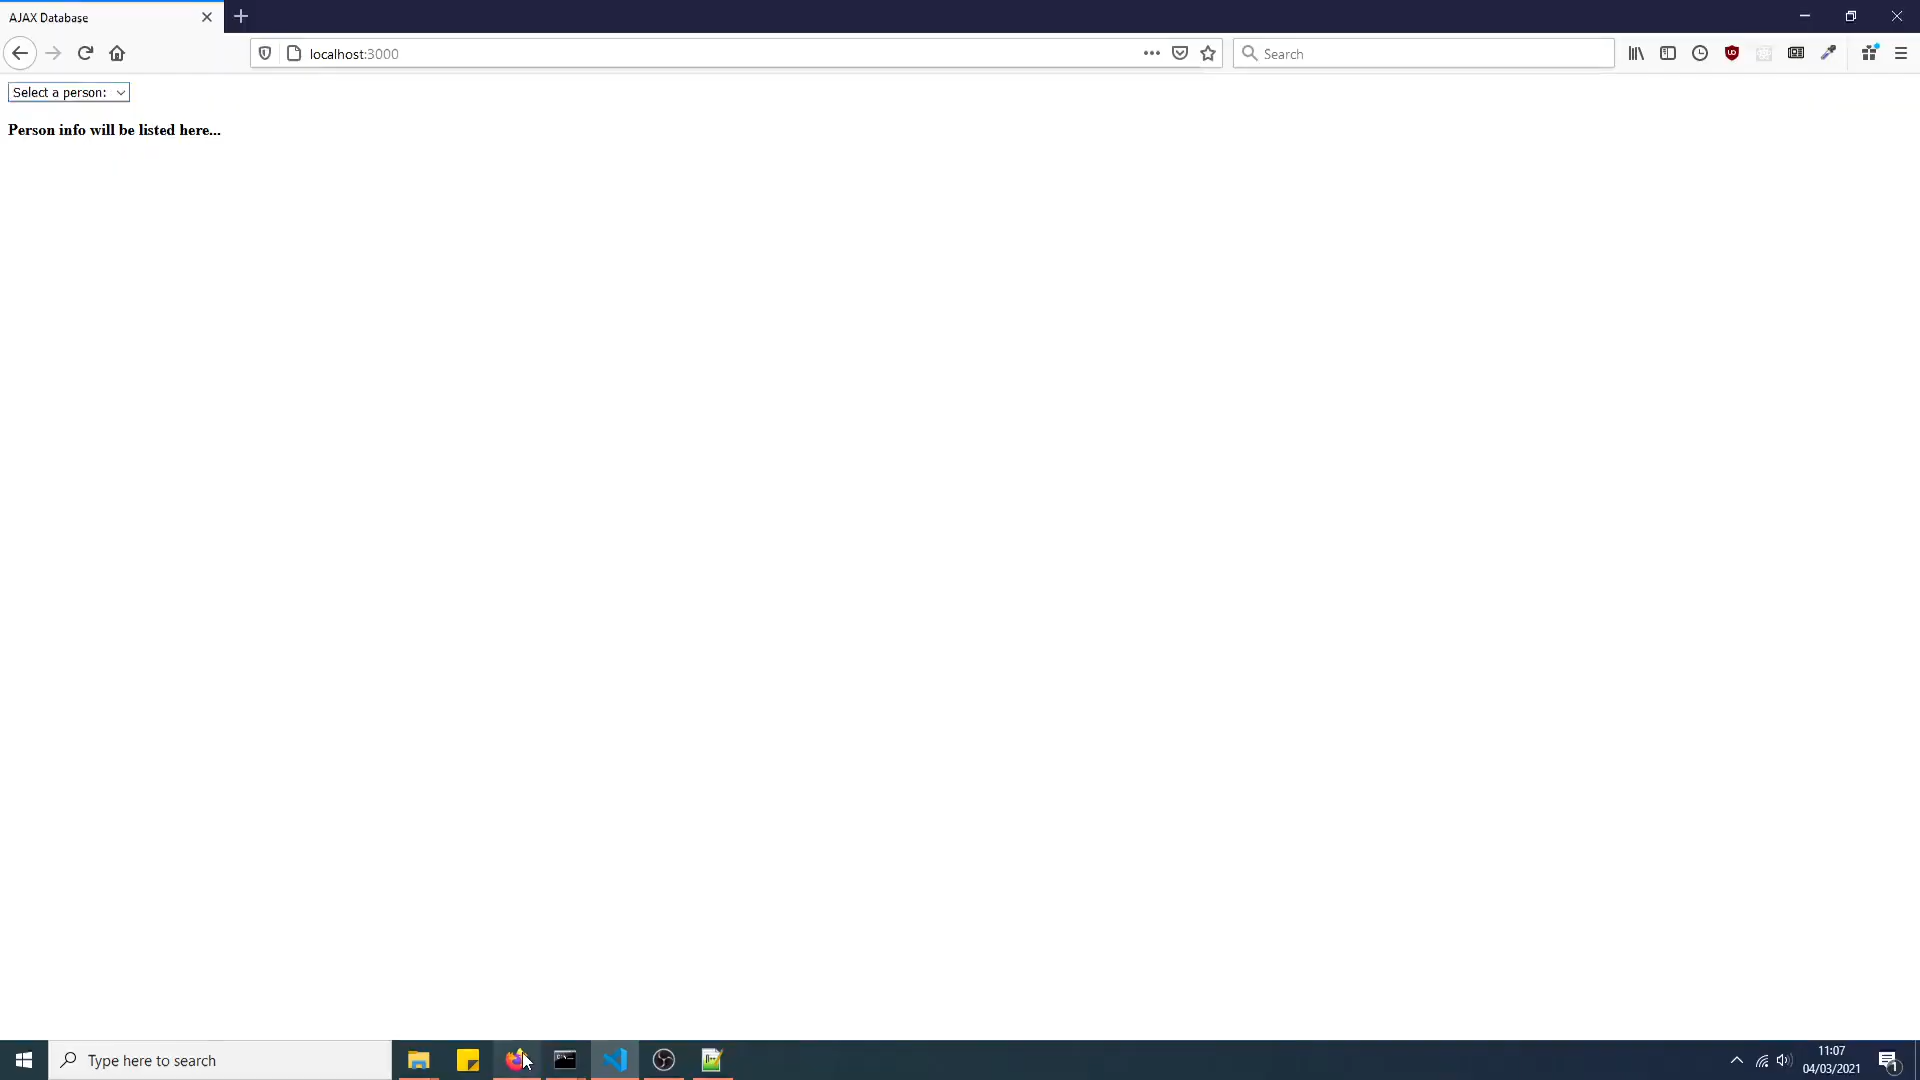 AJAX Database
localhost:3000
Search
Select a person:
Person info will be listed here...
Type here to search
11:07
04/03/2021
1